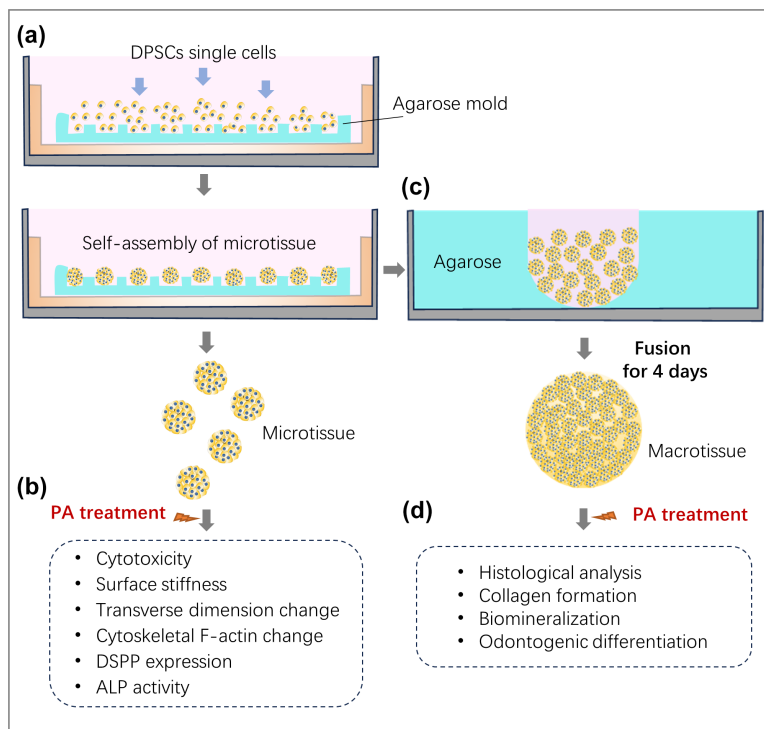 (a)
DPSCs single cells
Agarose mold
Self-assembly of microtissue
(c)
Agarose
Fusion
for 4 days
Microtissue
Macrotissue
(b)
PA treatment
• Cytotoxicity
• Surface stiffness
• Transverse dimension change
• Cytoskeletal F-actin change
• DSPP expression
• ALP activity
(d)
PA treatment
• Histological analysis
• Collagen formation
• Biomineralization
• Odontogenic differentiation